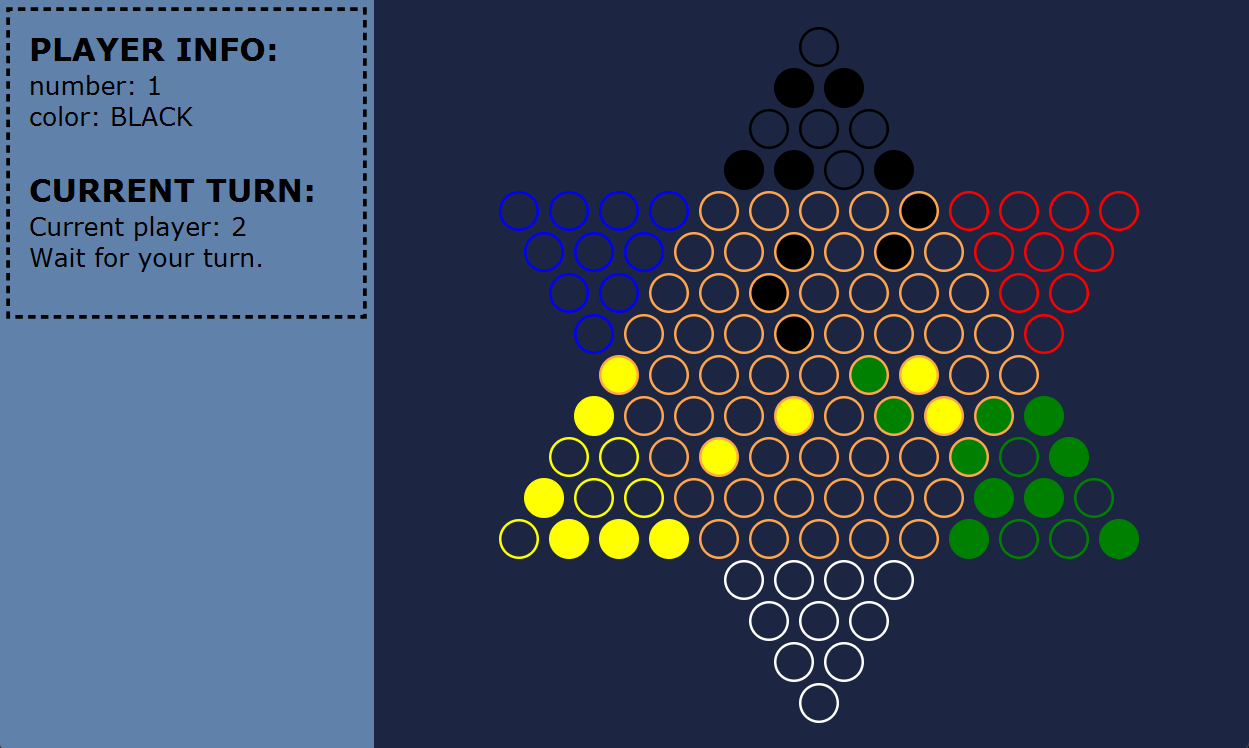 PLAYER INFO:
number: 1
color: BLACK
CURRENT TURN:
Current player: 2
Wait for your turn.